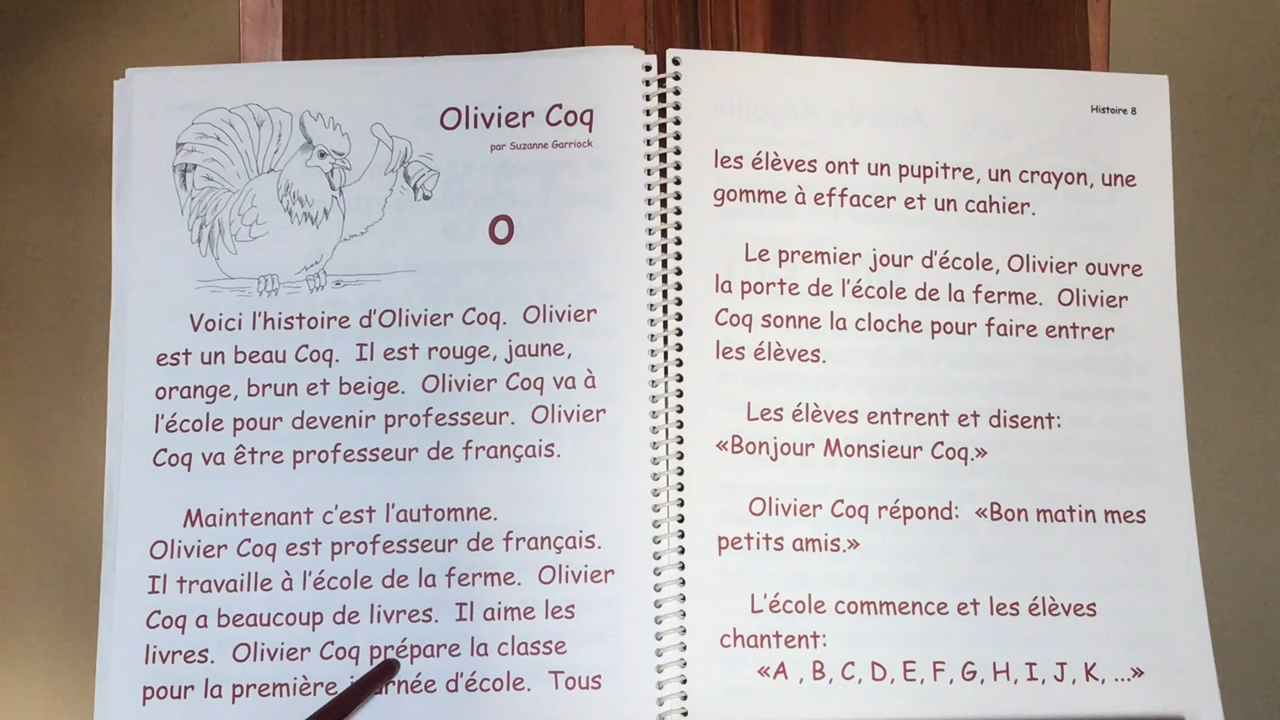 Olivier Coq
par Suzanne Garriock
O
Voici l'histoire d'Olivier Coq. Olivier
est un beau Coq. Il est rouge, jaune,
orange, brun et beige. Olivier Coq va à
l'école pour devenir professeur. Olivier
Coq va être professeur de français.
Maintenant c'est l'automne.
Olivier Coq est professeur de français.
Il travaille à l'école de la ferme. Olivier
Coq a beaucoup de livres. Il aime les
livres. Olivier Coq prépare la classe
pour la première journée d'école. Tous
Histoire 8
les élèves ont un pupitre, un crayon, une
gomme à effacer et un cahier.
Le premier jour d'école, Olivier ouvre
la porte de l'école de la ferme. Olivier
Coq sonne la cloche pour faire entrer
les élèves.
Les élèves entrent et disent:
«Bonjour Monsieur Coq.»
Olivier Coq répond: «Bon matin mes
petits amis.»
L'école commence et les élèves
chantent:
«A , B, C, D, E, F, G, H, I, J, K, ...»